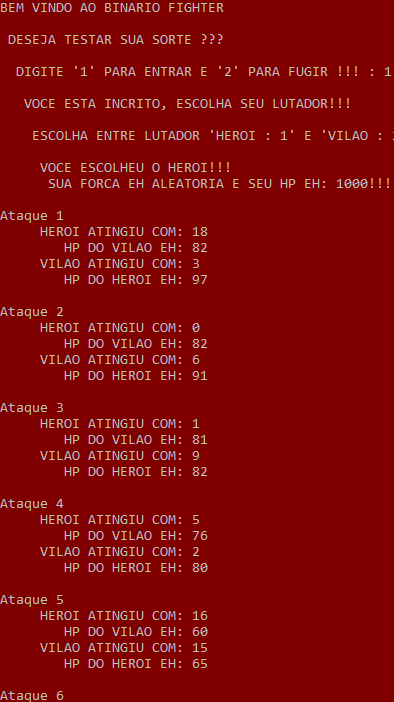 BEM VINDO AO BINARIO FIGHTER
DESEJA TESTAR SUA SORTE ???
DIGITE '1' PARA ENTRAR E '2' PARA FUGIR !!! : 1
VOCE ESTA INCRITO, ESCOLHA SEU LUTADOR!!!
ESCOLHA ENTRE LUTADOR 'HEROI : 1' E 'VILAO :
VOCE ESCOLHEU O HEROI!!!
SUA FORCA EH ALEATORIA E SEU HP EH: 1000!!!
Ataque 1
HEROI ATINGIU COM: 18
HP DO VILAO EH: 82
VILAO ATINGIU COM: 3
HP DO HEROI EH: 97
Ataque 2
HEROI ATINGIU COM: 0
HP DO VILAO EH: 82
VILAO ATINGIU COM: 6
HP DO HEROI EH: 91
Ataque 3
HEROI ATINGIU COM: 1
HP DO VILAO EH: 81
VILAO ATINGIU COM: 9
HP DO HEROI EH: 82
Ataque 4
HEROI ATINGIU COM: 5
HP DO VILAO EH: 76
VILAO ATINGIU COM: 2
HP DO HEROI EH: 80
Ataque 5
HEROI ATINGIU COM: 16
HP DO VILAO EH: 60
VILAO ATINGIU COM: 15
HP DO HEROI EH: 65
Ataque 6